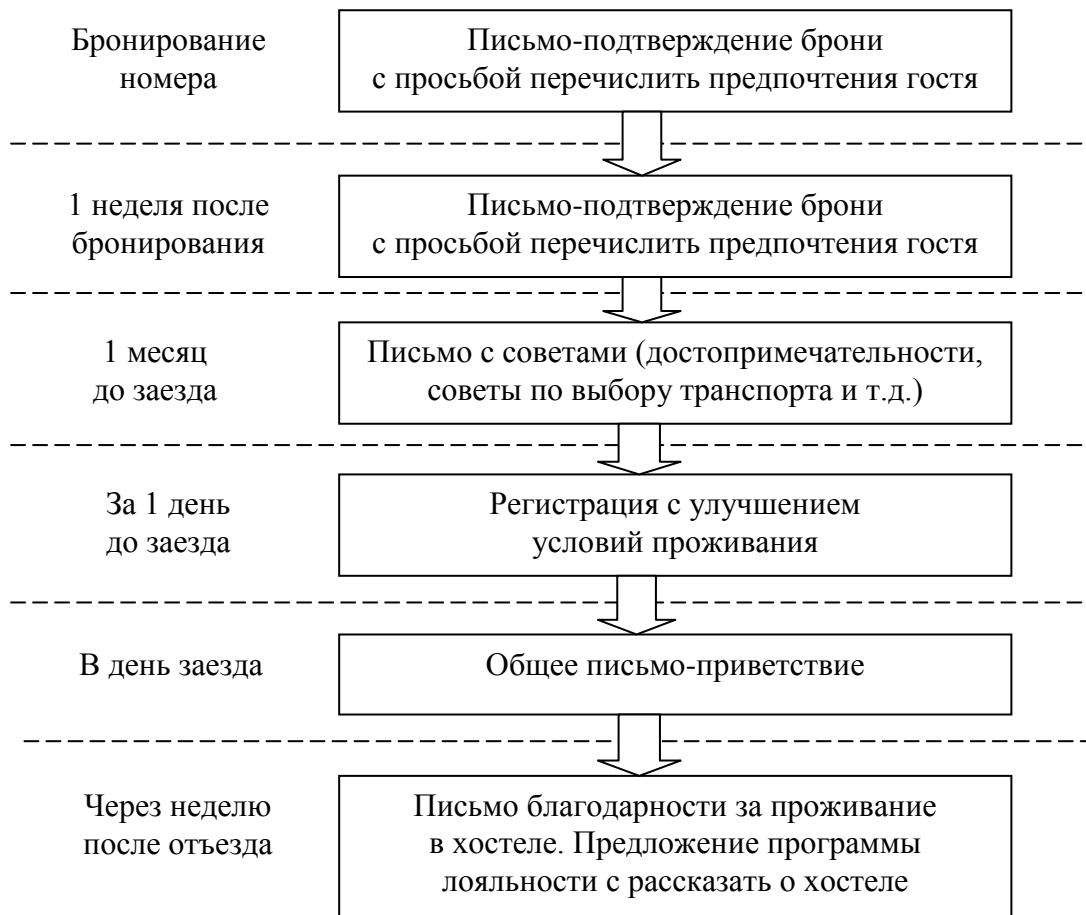 Бронирование
номера
Письмо-подтверждение брони
с просьбой перечислить предпочтения гостя
1 неделя после
бронирования
Письмо-подтверждение брони
с просьбой перечислить предпочтения гостя
1 месяц
до заезда
Письмо с советами (достопримечательности,
советы по выбору транспорта и т.д.)
За 1 день
до заезда
Регистрация с улучшением
условий проживания
В день заезда
Общее письмо-приветствие
Через неделю
после отъезда
Письмо благодарности за проживание
в хостеле. Предложение программы
лояльности с рассказать о хостеле